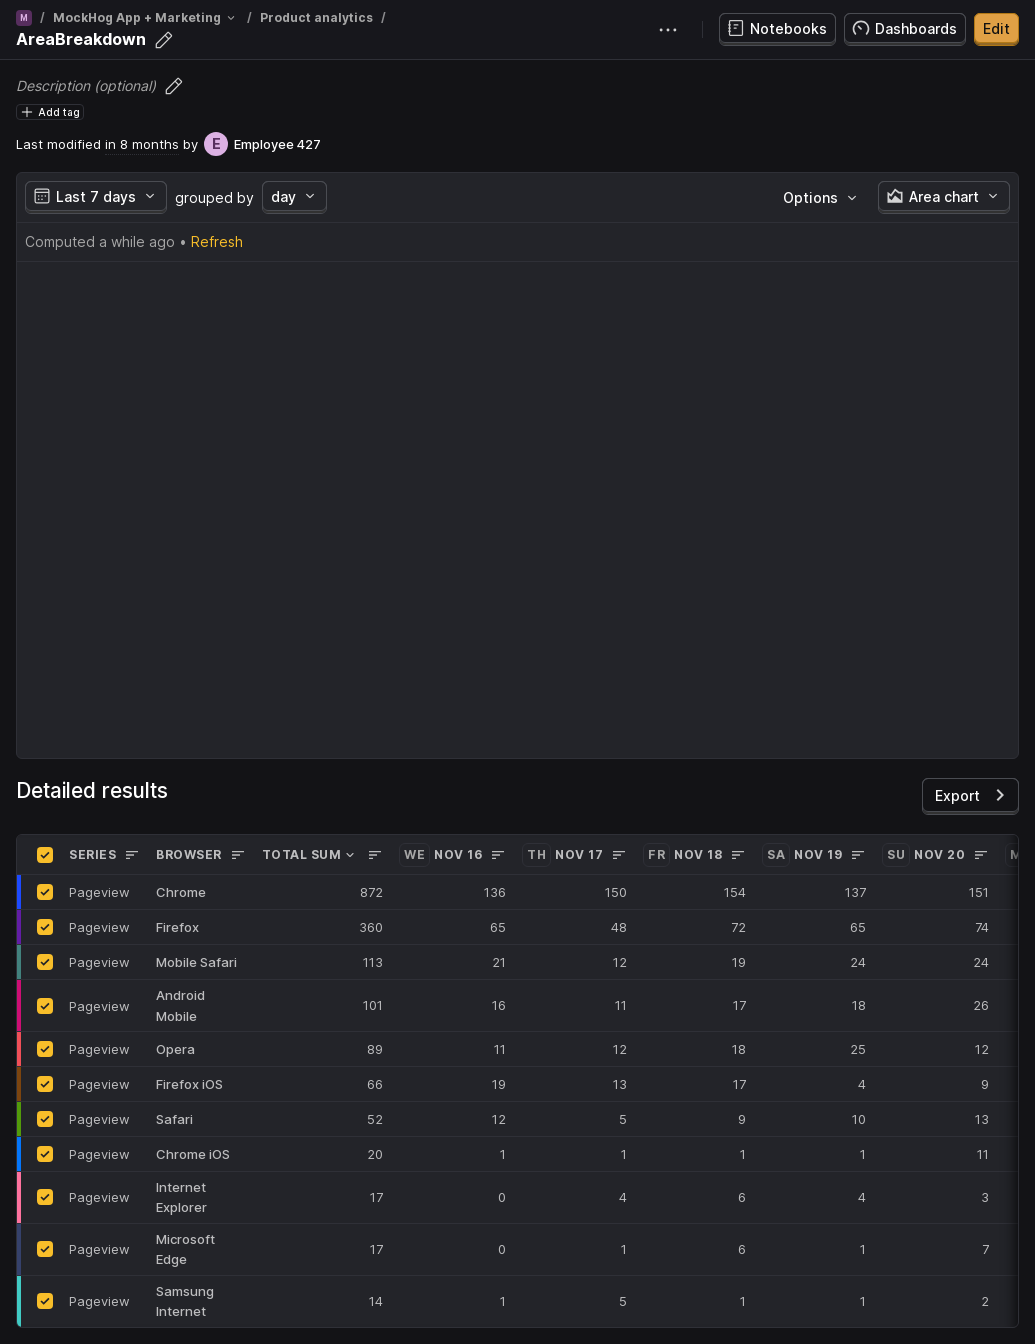 M / MockHog App + Marketing / Product analytics /
AreaBreakdown
Notebooks Dashboards Edit
Description (optional)
Add tag
Last modified in 8 months by E Employee 427
Last 7 days grouped by day Options Area chart
Computed a while ago • Refresh
Detailed results
Export
SERIES BROWSER TOTAL SUM WE NOV 16 TH NOV 17 FR NOV 18 SA NOV 19 SU NOV 20 M
Pageview Chrome 872 136 150 154 137 151
Pageview Firefox 360 65 48 72 65 74
Pageview Mobile Safari 113 21 12 19 24 24
Pageview Android Mobile 101 16 11 17 18 26
Pageview Opera 89 11 12 18 25 12
Pageview Firefox iOS 66 19 13 17 4 9
Pageview Safari 52 12 5 9 10 13
Pageview Chrome iOS 20 1 1 1 1 11
Pageview Internet Explorer 17 0 4 6 4 3
Pageview Microsoft Edge 17 0 1 6 1 7
Pageview Samsung Internet 14 1 5 1 1 2